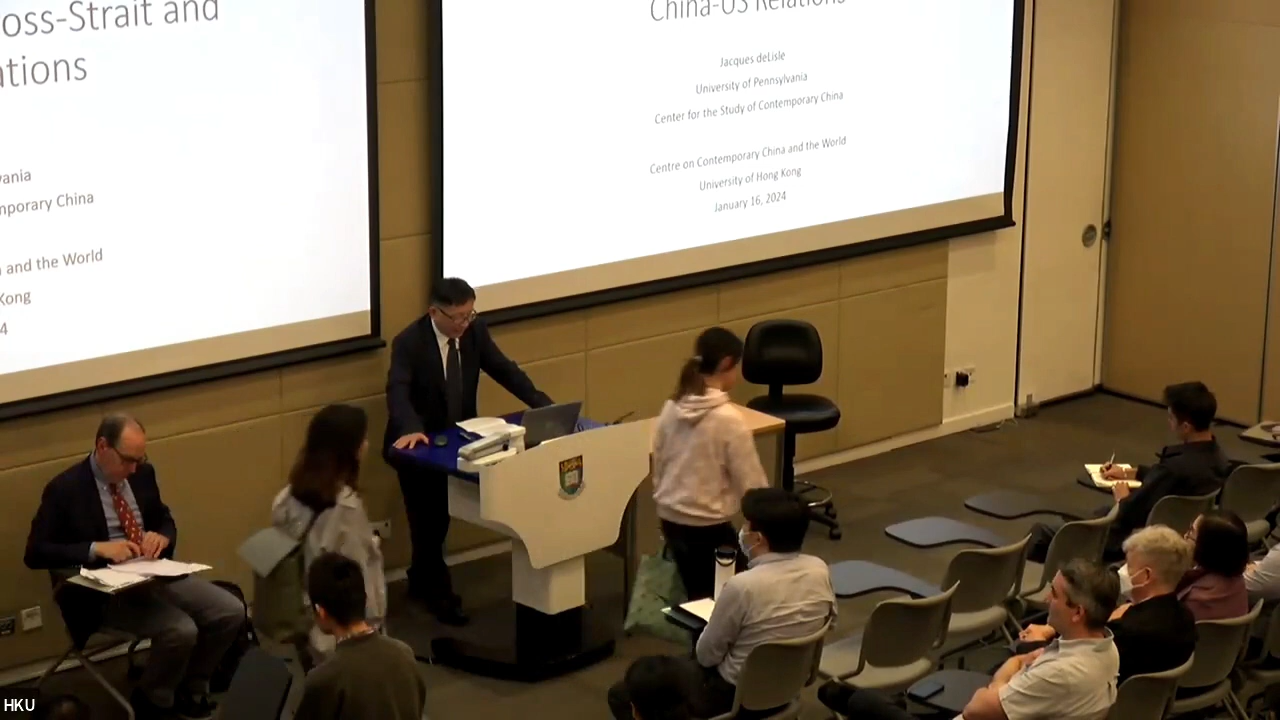 oss-Strait and
ations
vania
mporary China
n and the World
Kong
4
China-US Relations
Jacques deLisle
University of Pennsylvania
Center for the Study of Contemporary China
Centre on Contemporary China and the World
University of Hong Kong
January 16, 2024
HKU